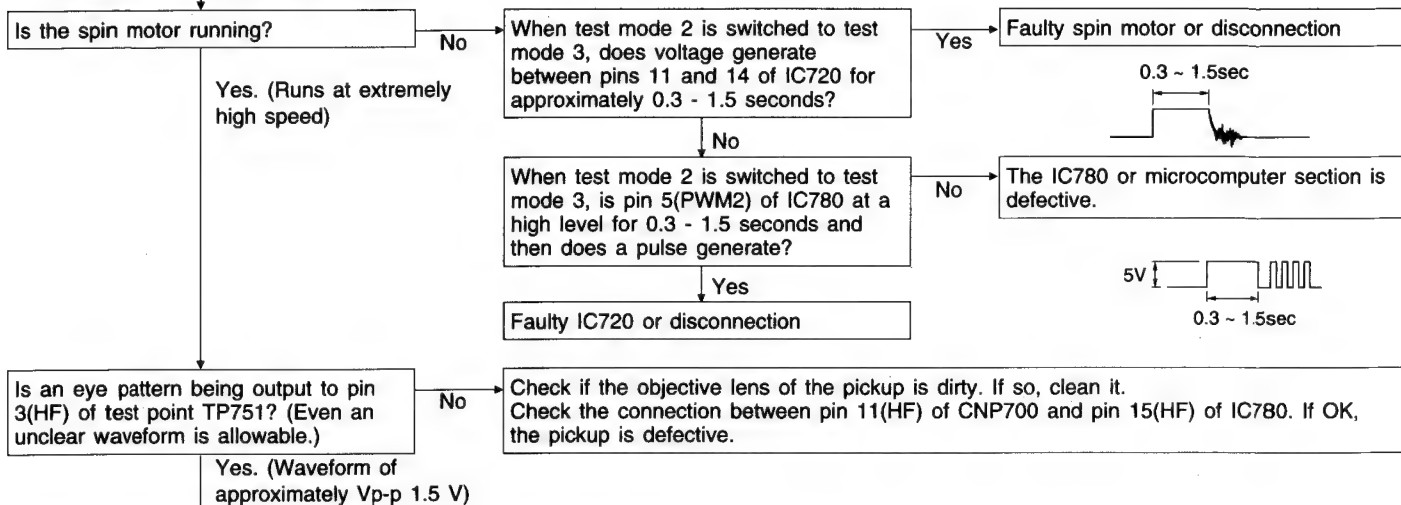 Is the spin motor running?
No
When test mode 2 is switched to test
mode 3, does voltage generate
between pins 11 and 14 of IC720 for
approximately 0.3 - 1.5 seconds?
Yes
Faulty spin motor or disconnection
0.3 ~ 1.5sec
Yes. (Runs at extremely
high speed)
No
When test mode 2 is switched to test
mode 3, is pin 5(PWM2) of IC780 at a
high level for 0.3 - 1.5 seconds and
then does a pulse generate?
No
The IC780 or microcomputer section is
defective.
5V
0.3 ~ 1.5sec
Yes
Faulty IC720 or disconnection
Is an eye pattern being output to pin
3(HF) of test point TP751? (Even an
unclear waveform is allowable.)
No
Check if the objective lens of the pickup is dirty. If so, clean it.
Check the connection between pin 11(HF) of CNP700 and pin 15(HF) of IC780. If OK,
the pickup is defective.
Yes. (Waveform of
approximately Vp-p 1.5 V)